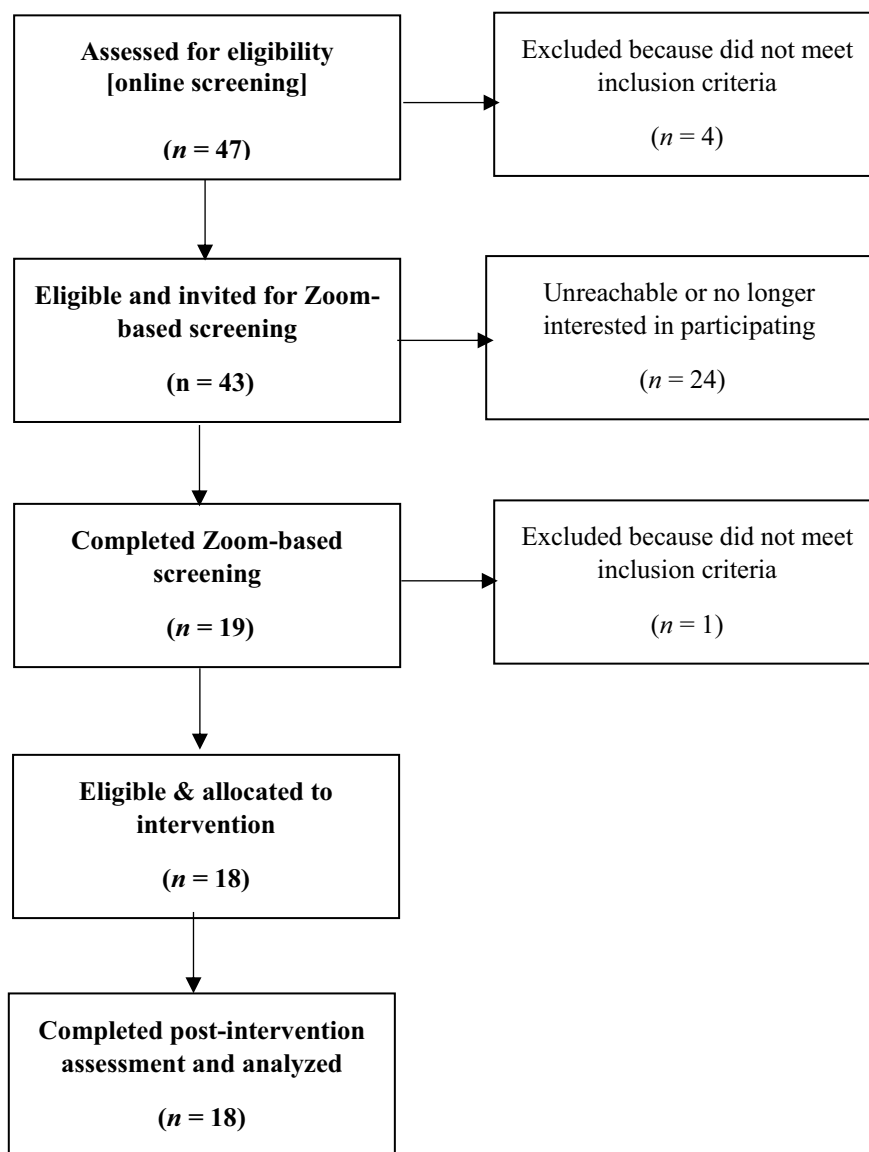 Assessed for eligibility
[online screening]
(n = 47)
Excluded because did not meet
inclusion criteria
(n = 4)
Eligible and invited for Zoom-
based screening
(n = 43)
Unreachable or no longer
interested in participating
(n = 24)
Completed Zoom-based
screening
(n = 19)
Excluded because did not meet
inclusion criteria
(n = 1)
Eligible & allocated to
intervention
(n = 18)
Completed post-intervention
assessment and analyzed
(n = 18)